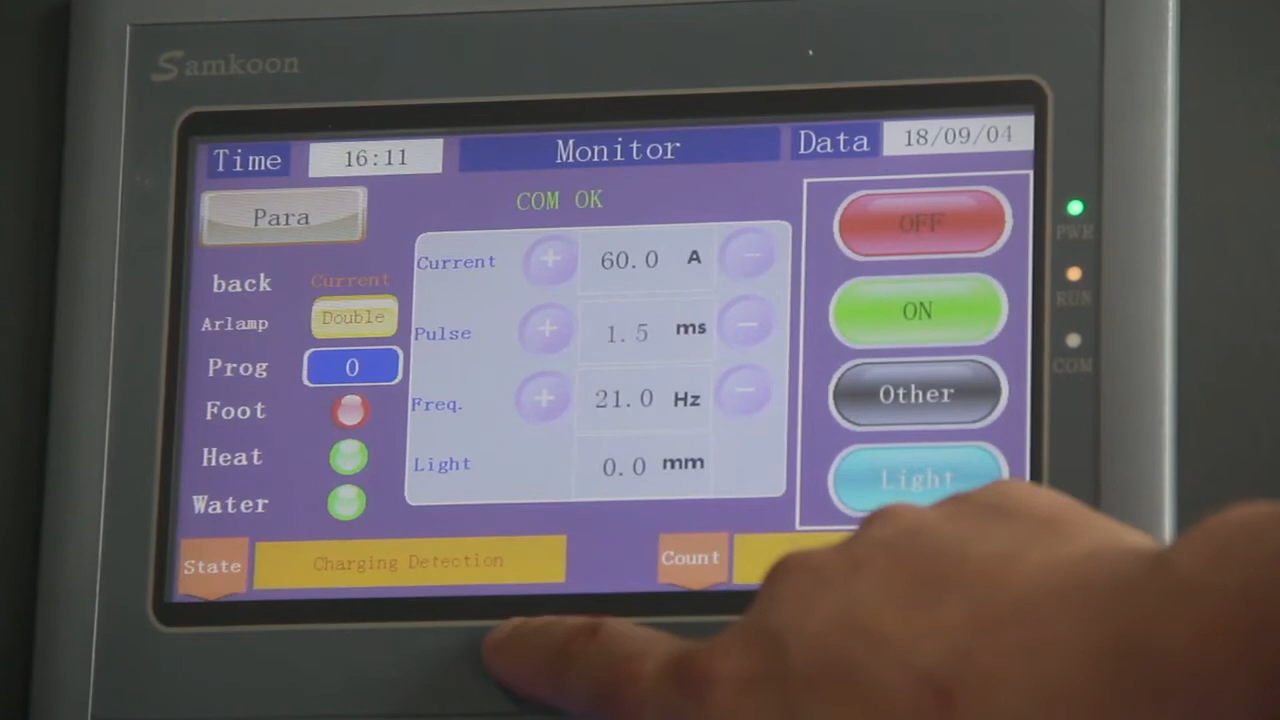 Samkoon
Time 16:11 Monitor Data 18/09/04
Para COM OK OFF
PWR
back Current Current + 60.0 A -
RUN
Arlamp Double Pulse + 1.5 ms - ON
COM
Prog 0 Freq. + 21.0 Hz - Other
Foot
Heat Light 0.0 mm Light
Water
State Charging Detection Count